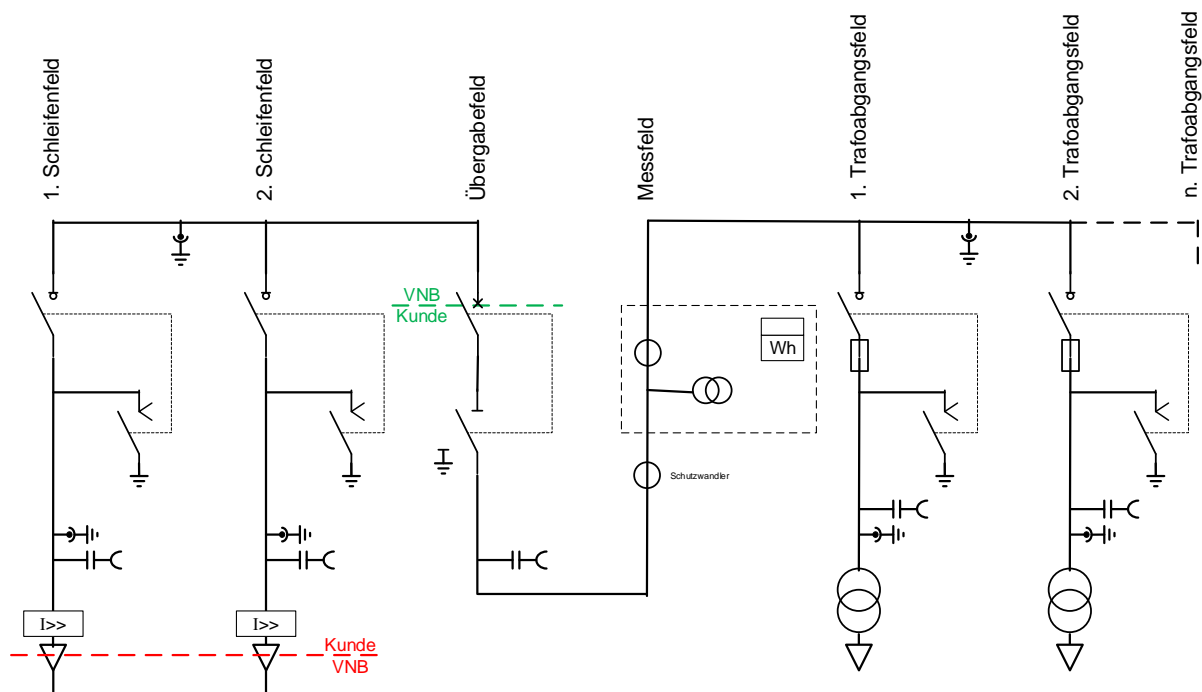 1. Schleifenfeld
2. Schleifenfeld
Übergabefeld
Messfeld
1. Trafoabgangsfeld
2. Trafoabgangsfeld
n. Trafoabgangsfeld
VNB
Kunde
Wh
Schutzwandler
I>>
I>>
Kunde
VNB